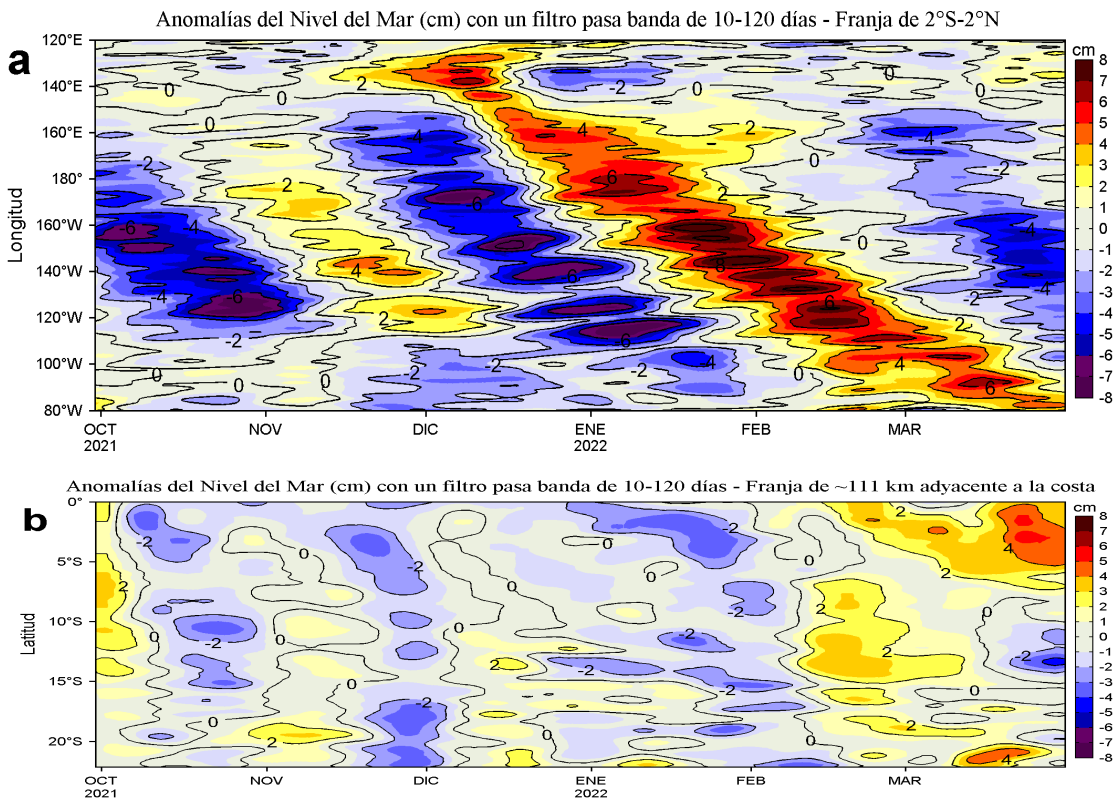 Anomalías del Nivel del Mar (cm) con un filtro pasa banda de 10-120 días - Franja de 2°S-2°N
a
cm
Longitud
120°E
140°E
160°E
180°
160°W
140°W
120°W
100°W
80°W
OCT
2021
NOV
DIC
ENE
2022
FEB
MAR
8
7
6
5
4
3
2
1
0
-1
-2
-3
-4
-5
-6
-7
-8
Anomalías del Nivel del Mar (cm) con un filtro pasa banda de 10-120 días - Franja de ~111 km adyacente a la costa
b
cm
Latitud
0°
5°S
10°S
15°S
20°S
OCT
2021
NOV
DIC
ENE
2022
FEB
MAR
8
7
6
5
4
3
2
1
0
-1
-2
-3
-4
-5
-6
-7
-8